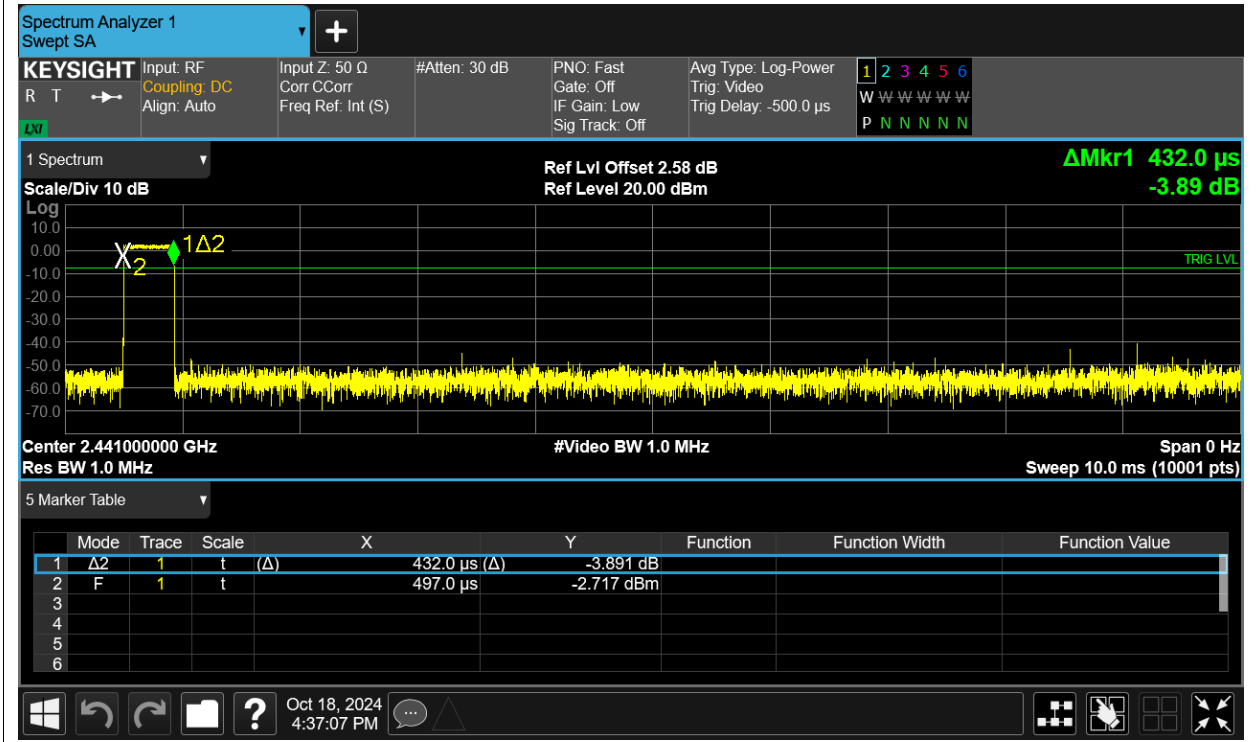 Spectrum Analyzer 1
Swept SA
+
KEYSIGHT Input: RF Input Z: 50 Ω #Atten: 30 dB PNO: Fast Avg Type: Log-Power 1 2 3 4 5 6
R T Coupling: DC Corr CCorr Gate: Off Trig: Video W W W W W W
Align: Auto Freq Ref: Int (S) IF Gain: Low Trig Delay: -500.0 µs
LXI Sig Track: Off P N N N N N
1 Spectrum
Ref Lvl Offset 2.58 dB ΔMkr1 432.0 µs
Scale/Div 10 dB Ref Level 20.00 dBm -3.89 dB
Log
10.0
0.00
-10.0
-20.0
-30.0
-40.0
-50.0
-60.0
-70.0
X 2 1Δ2
TRIG LVL
Center 2.441000000 GHz #Video BW 1.0 MHz Span 0 Hz
Res BW 1.0 MHz Sweep 10.0 ms (10001 pts)
5 Marker Table
Mode Trace Scale X Y Function Function Width Function Value
1 Δ2 1 t (Δ) 432.0 µs (Δ) -3.891 dB
2 F 1 t 497.0 µs -2.717 dBm
3
4
5
6
? Oct 18, 2024
4:37:07 PM